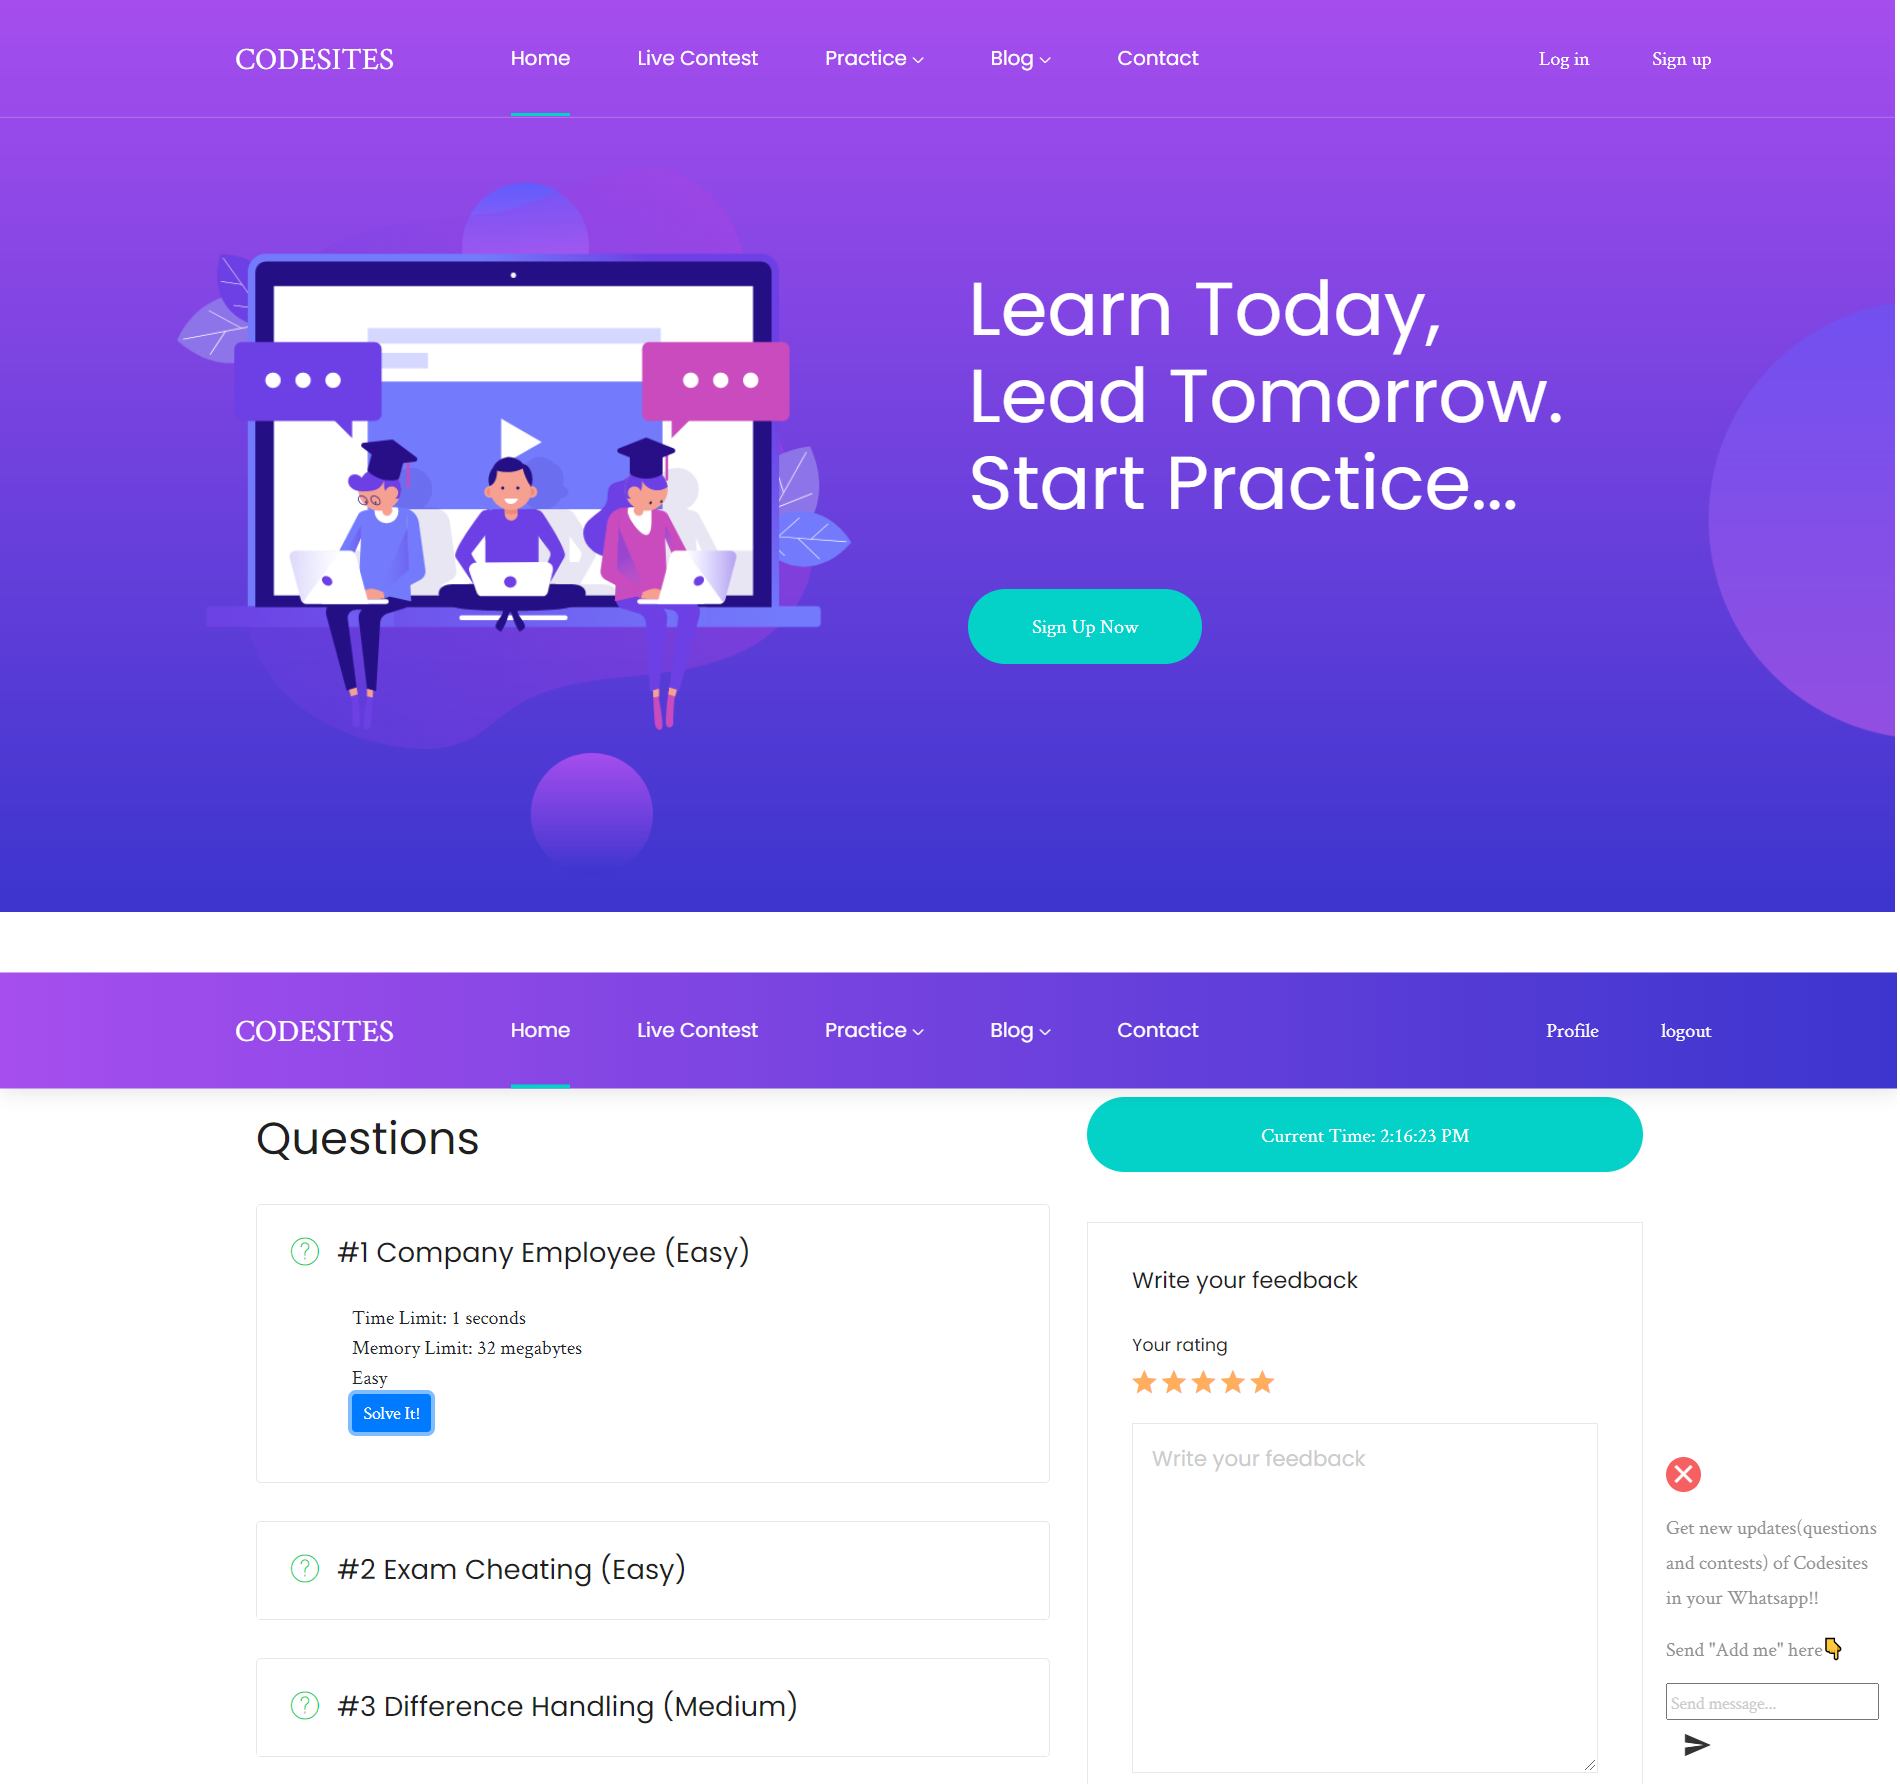 CODESITES
Home
Live Contest
Practice
Blog
Contact
Log in
Sign up
Learn Today,
Lead Tomorrow.
Start Practice...
Sign Up Now
CODESITES
Home
Live Contest
Practice
Blog
Contact
Profile
logout
Questions
Current Time: 2:16:23 PM
#1 Company Employee (Easy)
Time Limit: 1 seconds
Memory Limit: 32 megabytes
Easy
Solve It!
#2 Exam Cheating (Easy)
#3 Difference Handling (Medium)
Write your feedback
Your rating
Write your feedback
Get new updates(questions
and contests) of Codesites
in your Whatsapp!!
Send "Add me" here👇
Send message...